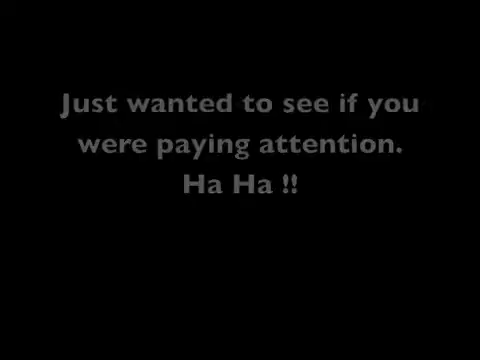 Just wanted to see if you
were paying attention.
Ha Ha !!